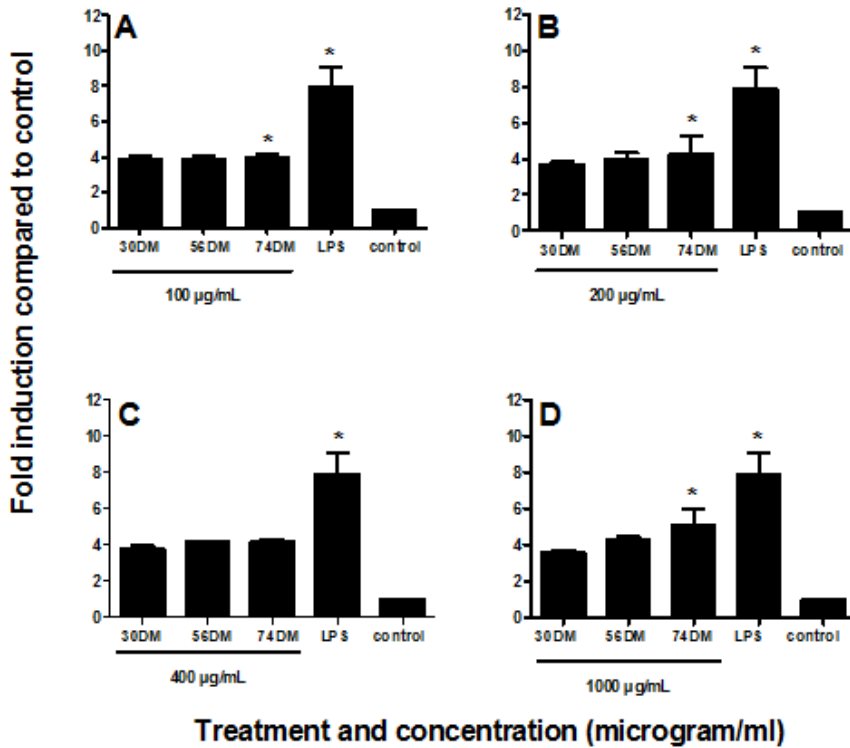 Fold induction compared to control
A
12
10
8
6
4
2
0
*
*
30DM 56DM 74DM LPS control
100 µg/mL
B
12
10
8
6
4
2
0
*
*
30DM 56DM 74DM LPS control
200 µg/mL
C
12
10
8
6
4
2
0
*
30DM 56DM 74DM LPS control
400 µg/mL
D
12
10
8
6
4
2
0
*
*
30DM 56DM 74DM LPS control
1000 µg/mL
Treatment and concentration (microgram/ml)